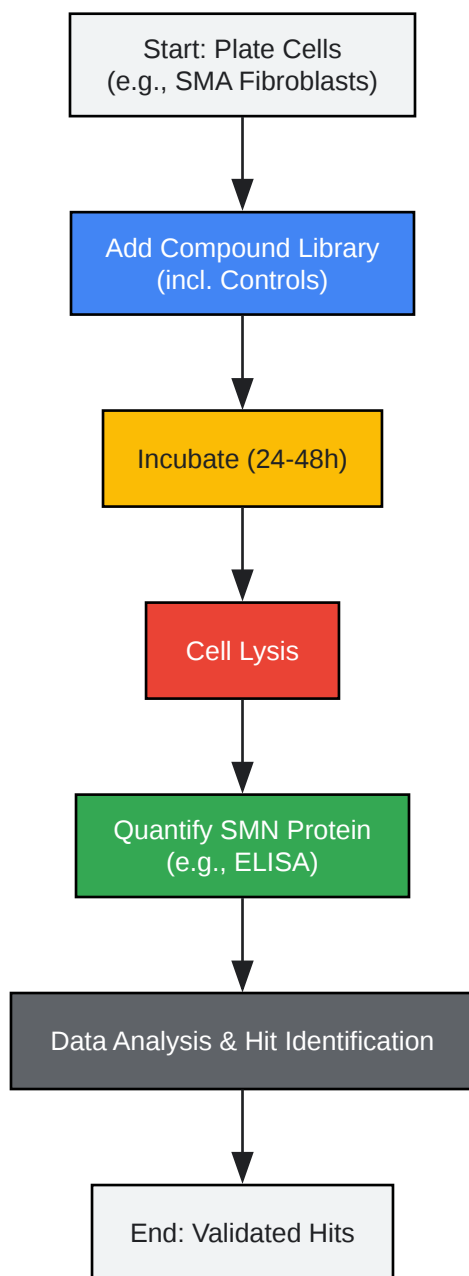 Start: Plate Cells
(e.g., SMA Fibroblasts)
Add Compound Library
(incl. Controls)
Incubate (24-48h)
Cell Lysis
Quantify SMN Protein
(e.g., ELISA)
Data Analysis & Hit Identification
End: Validated Hits